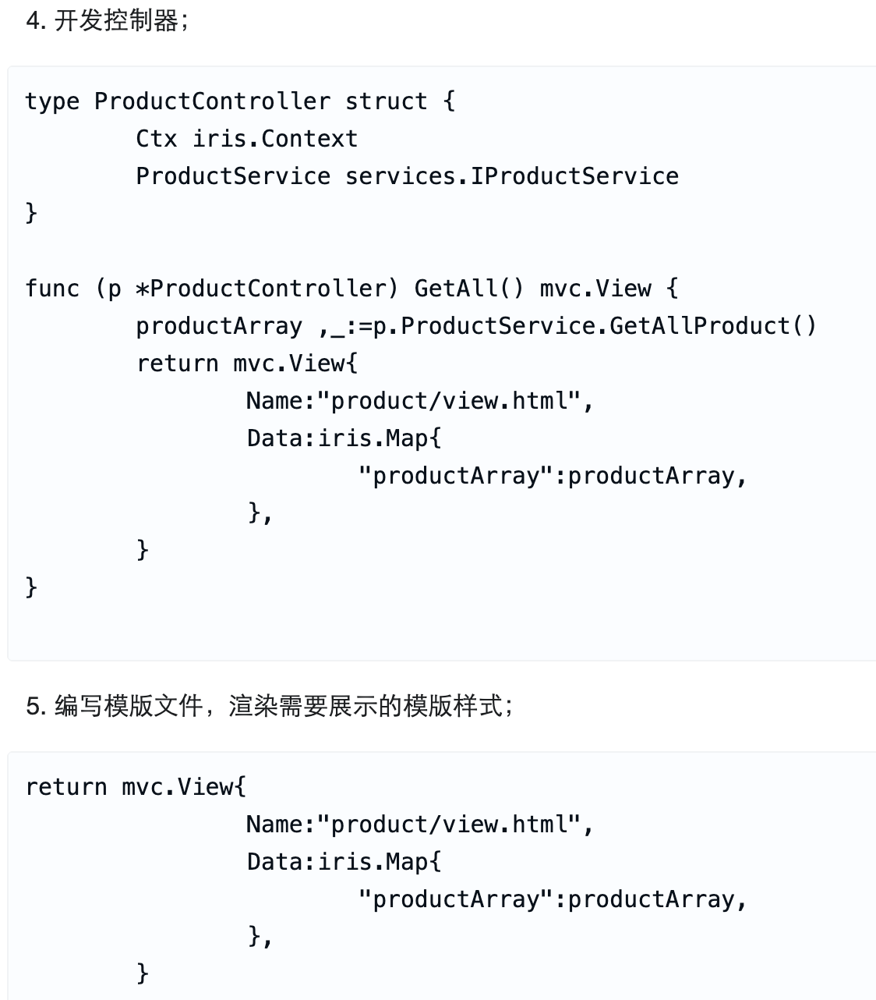 4. 开发控制器；
type ProductController struct {
        Ctx iris.Context
        ProductService services.IProductService
}
func (p *ProductController) GetAll() mvc.View {
        productArray ,_:=p.ProductService.GetAllProduct()
        return mvc.View{
                Name:"product/view.html",
                Data:iris.Map{
                        "productArray":productArray,
                },
        }
}
5. 编写模版文件，渲染需要展示的模版样式；
return mvc.View{
                Name:"product/view.html",
                Data:iris.Map{
                        "productArray":productArray,
                },
        }